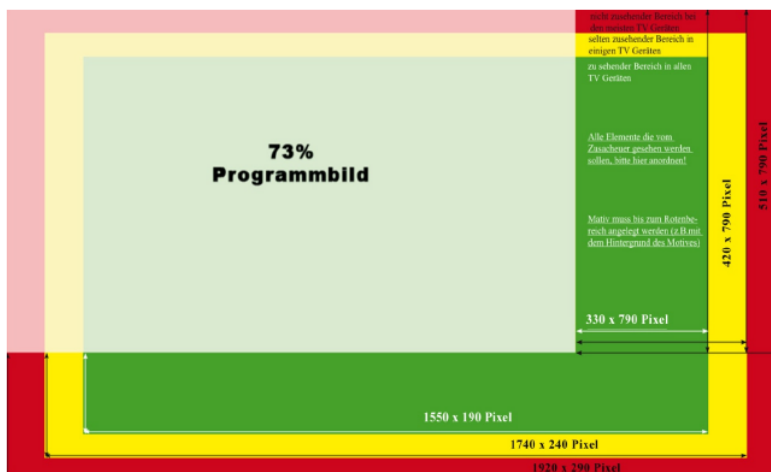 nicht zusehender Bereich bei
den meisten TV Geräten
selten zusehender Bereich in
einigen TV Geräten
zu sehender Bereich in allen
TV Geräten
73%
Programmbild
Alle Elemente die vom
Zusacheuer gesehen werden
sollen, bitte hier anordnen!
Mativ muss bis zum Rotenbe-
reich angelegt werden (z.B.mit
dem Hintergrund des Motives)
420 x 790 Pixel
510 x 790 Pixel
330 x 790 Pixel
1550 x 190 Pixel
1740 x 240 Pixel
1920 x 290 Pixel